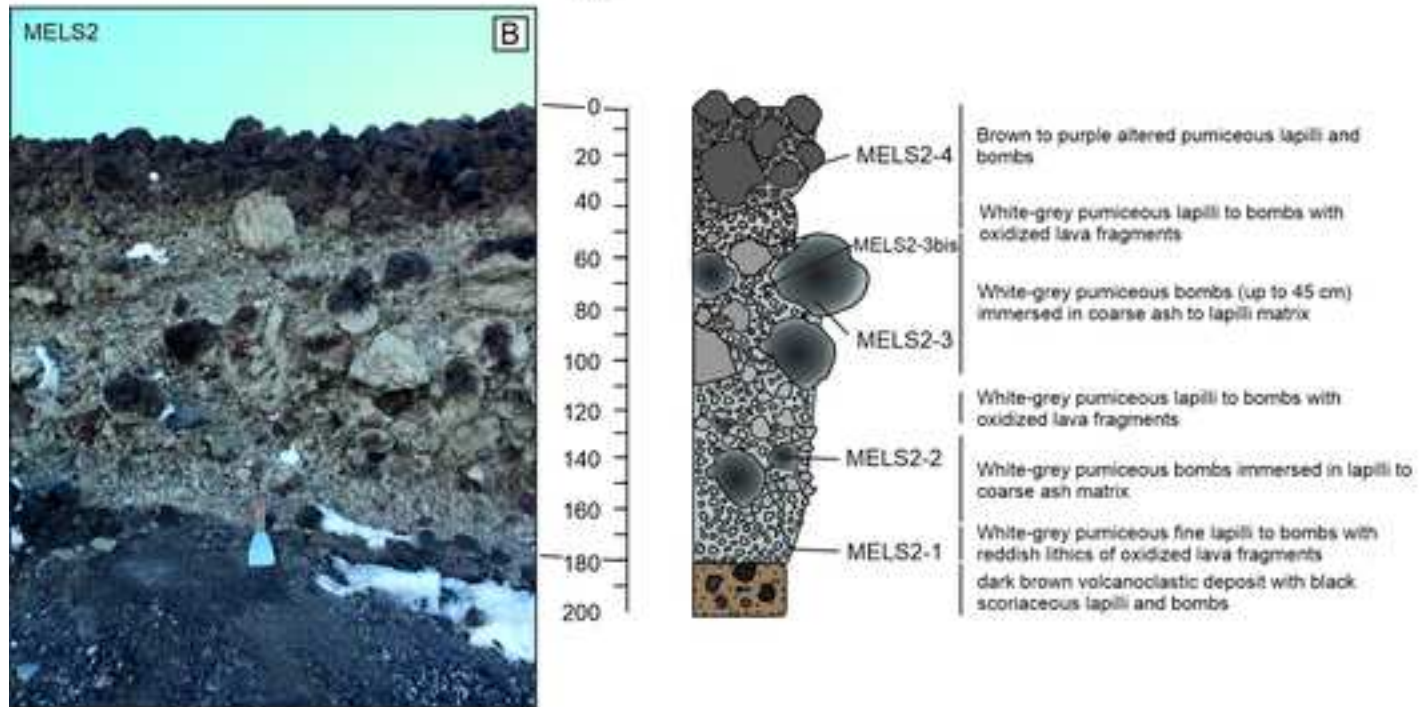 MELS2
B
0
20
40
60
80
100
120
140
160
180
200
MELS2-4
MELS2-3bis
MELS2-3
MELS2-2
MELS2-1
Brown to purple altered pumiceous lapilli and
bombs
White-grey pumiceous lapilli to bombs with
oxidized lava fragments
White-grey pumiceous bombs (up to 45 cm)
immersed in coarse ash to lapilli matrix
White-grey pumiceous lapilli to bombs with
oxidized lava fragments
White-grey pumiceous bombs immersed in lapilli to
coarse ash matrix
White-grey pumiceous fine lapilli to bombs with
reddish lithics of oxidized lava fragments
dark brown volcanoclastic deposit with black
scoriaceous lapilli and bombs